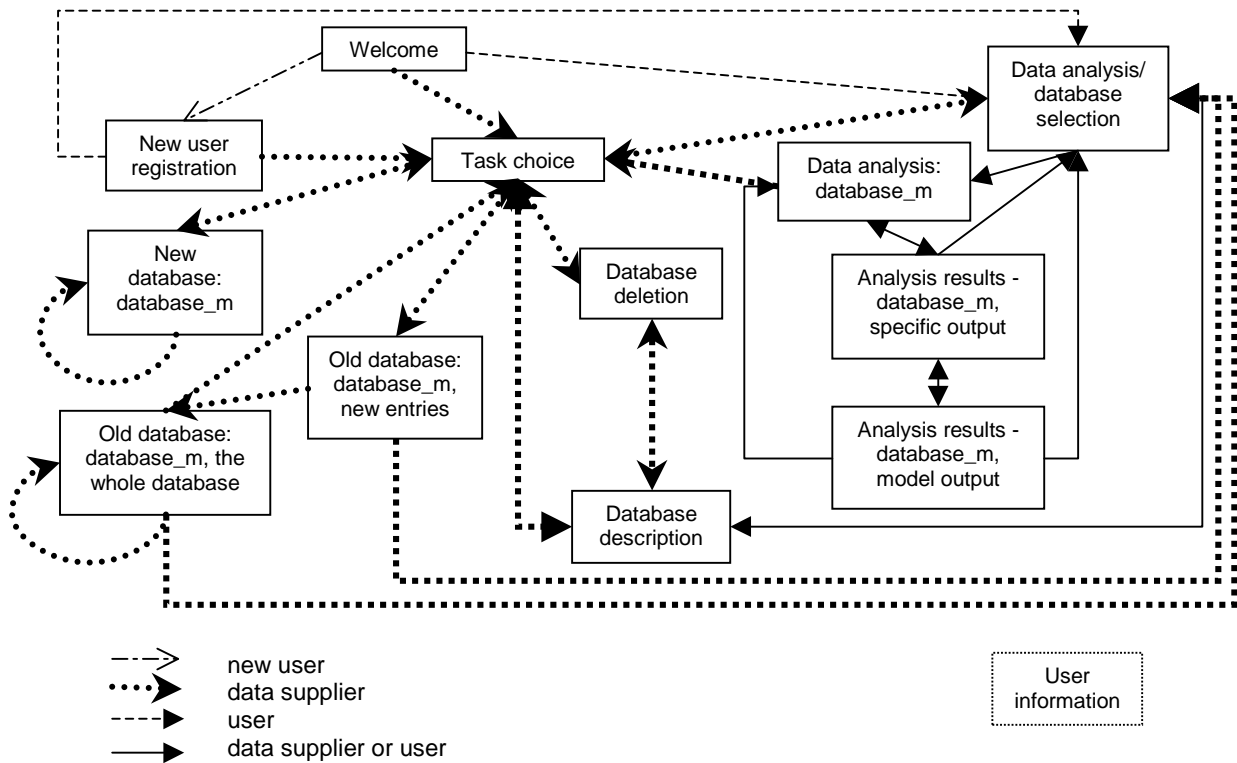 Welcome
Data analysis/
database
selection
New user
registration
Task choice
Data analysis:
database_m
New
database:
database_m
Database
deletion
Analysis results -
database_m,
specific output
Old database:
database_m,
new entries
Old database:
database_m, the
whole database
Analysis results -
database_m,
model output
Database
description
new user
data supplier
user
data supplier or user
User
information